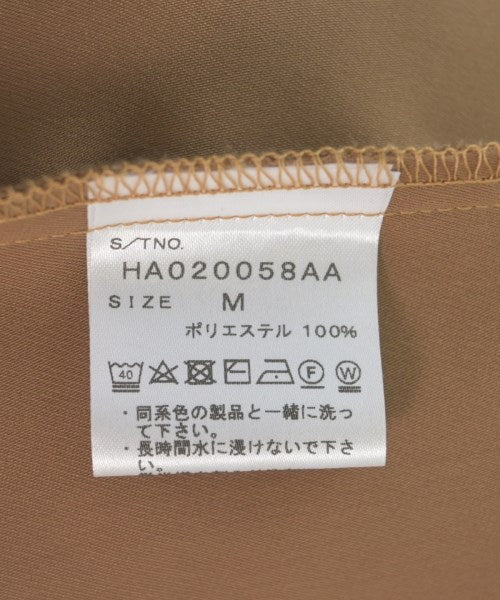 S/TNO.
HA020058AA
SIZE M
ポリエステル 100%
40 F W
・同系色の製品と一緒に洗っ
て下さい。
・長時間水に浸けないで下さ
い。